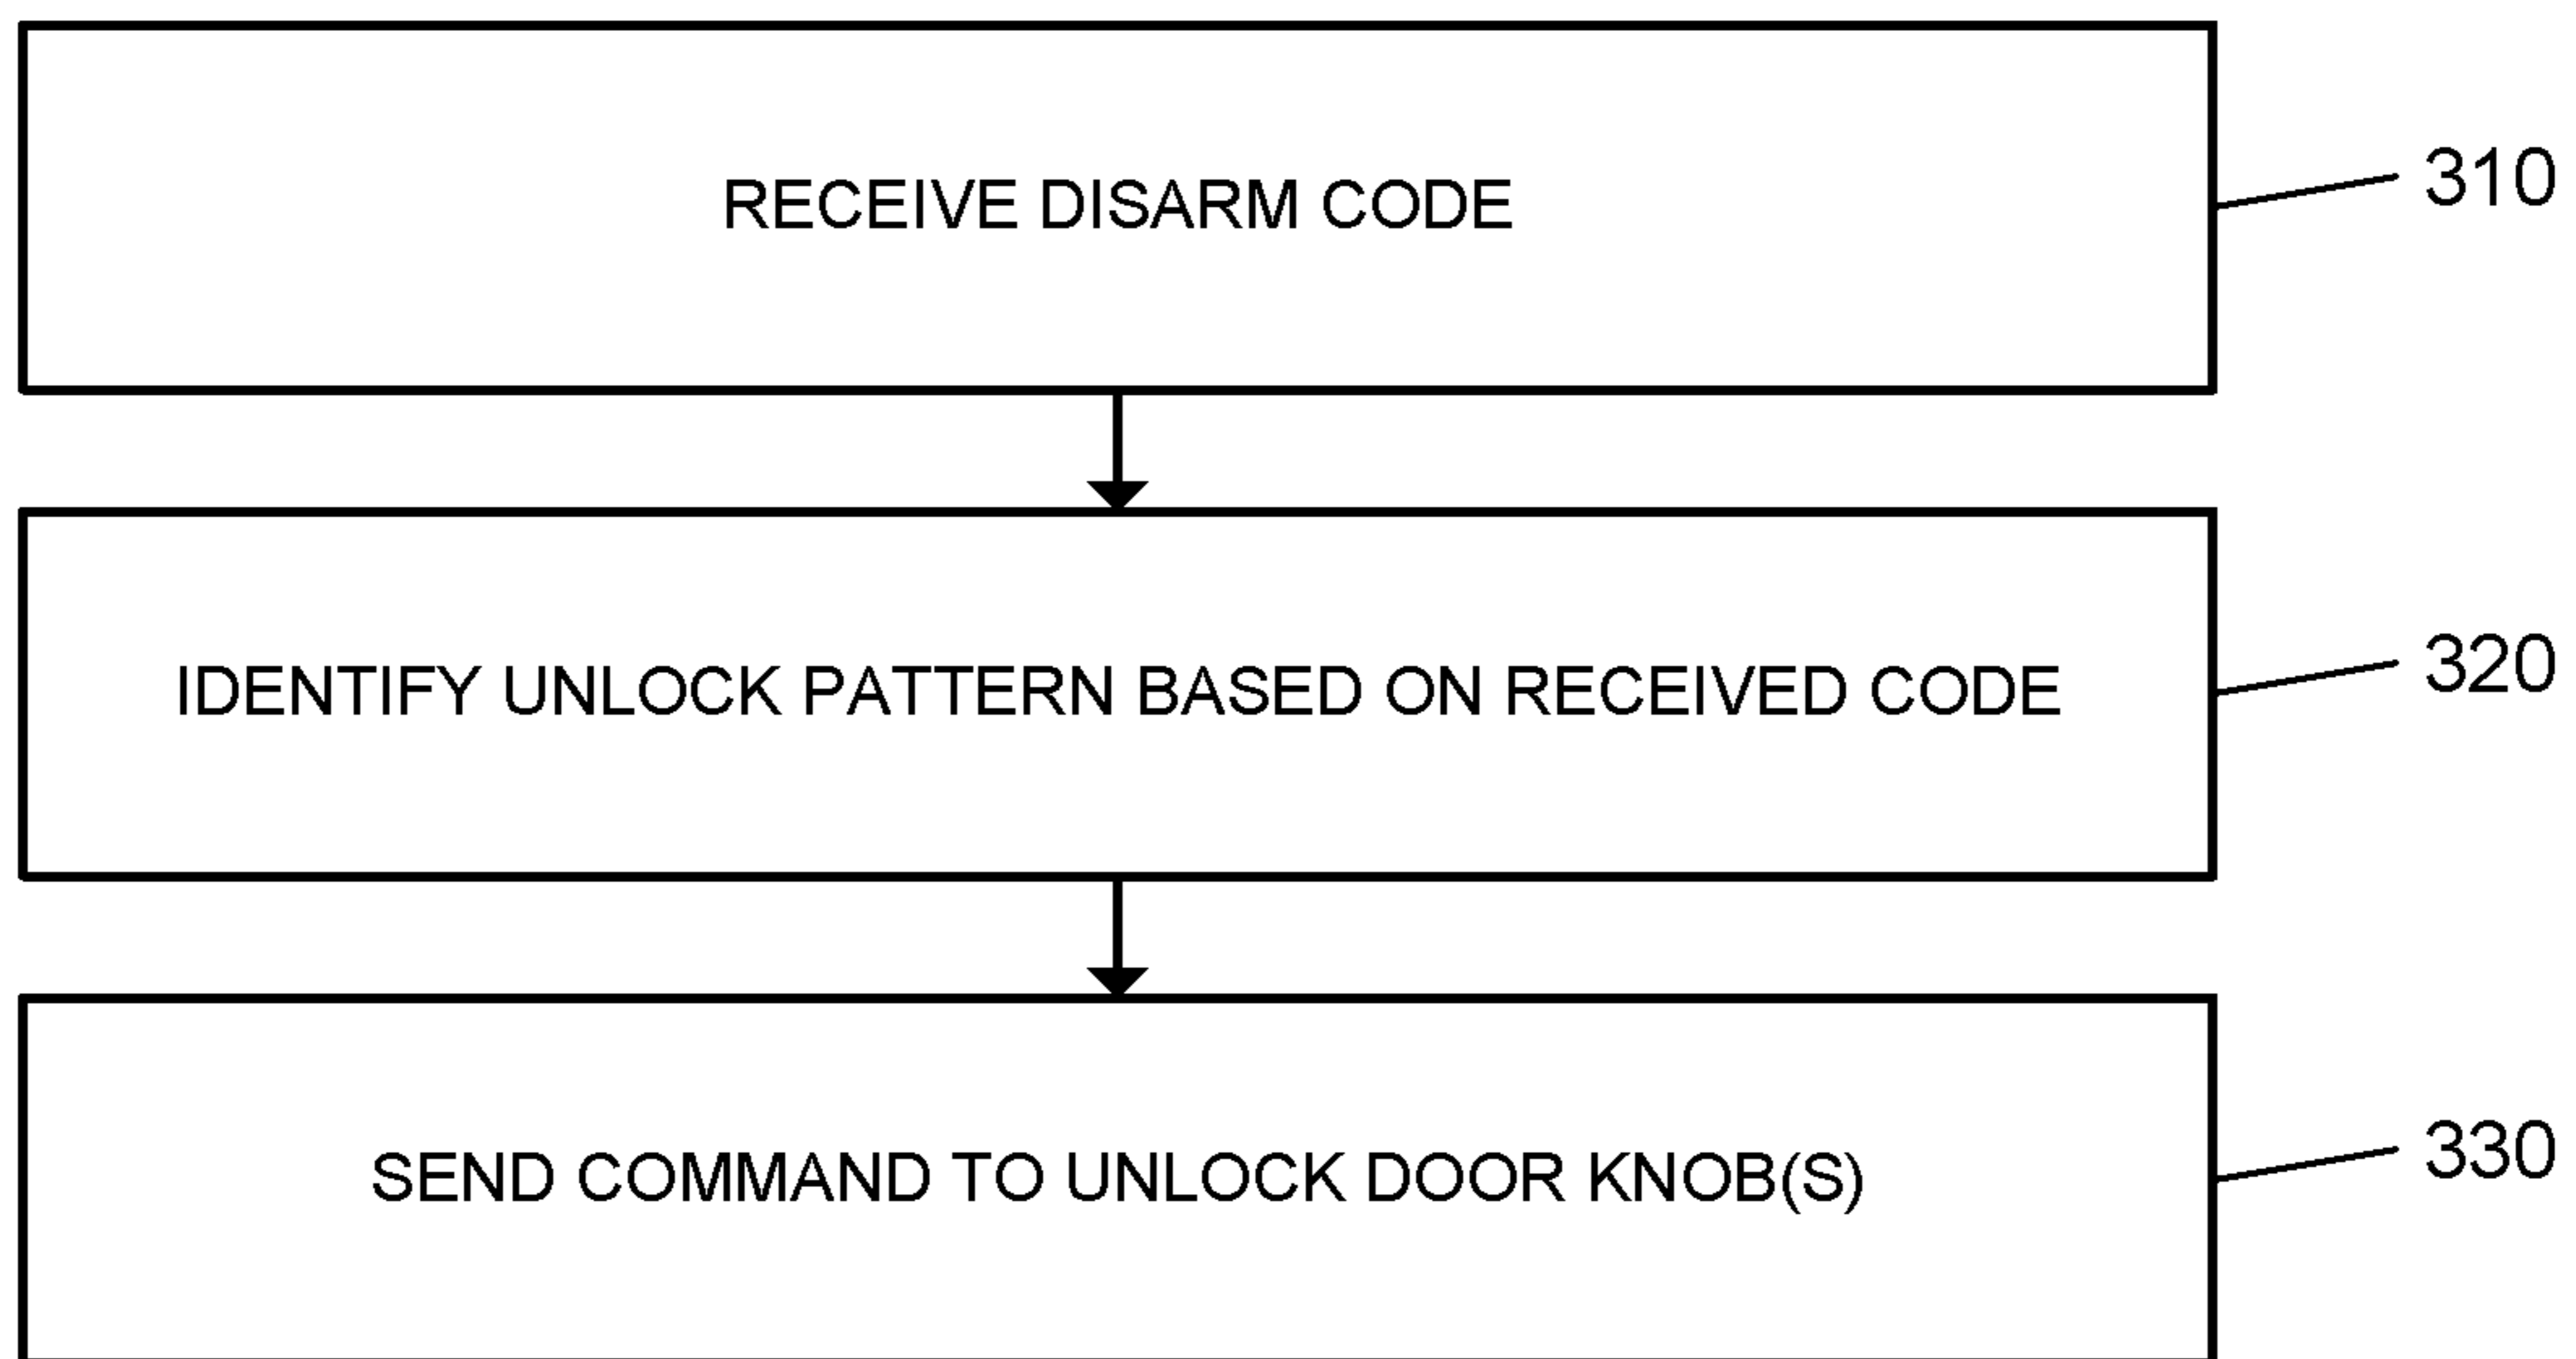 RECEIVE DISARM CODE
310
IDENTIFY UNLOCK PATTERN BASED ON RECEIVED CODE
320
SEND COMMAND TO UNLOCK DOOR KNOB(S)
330